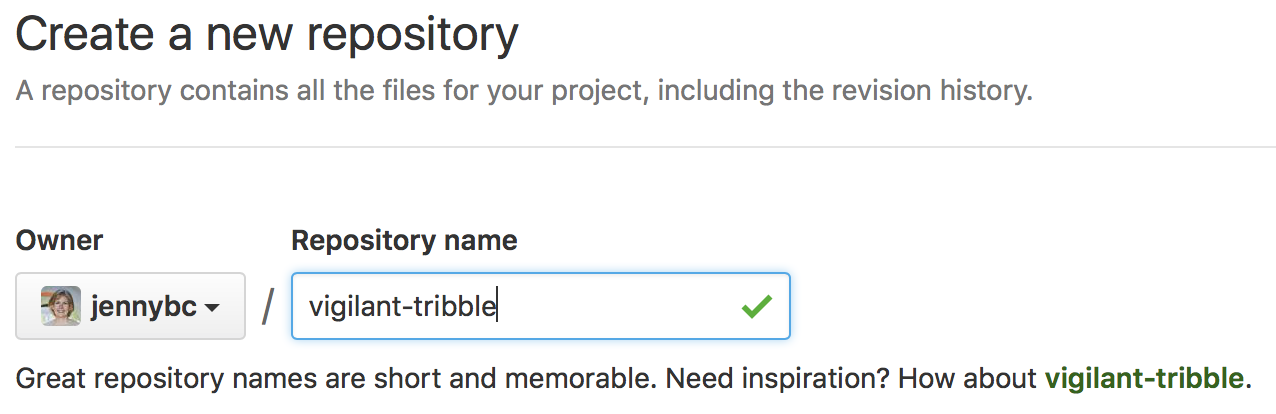 Create a new repository
A repository contains all the files for your project, including the revision history.
Owner Repository name
jennybc / vigilant-tribble
Great repository names are short and memorable. Need inspiration? How about vigilant-tribble.